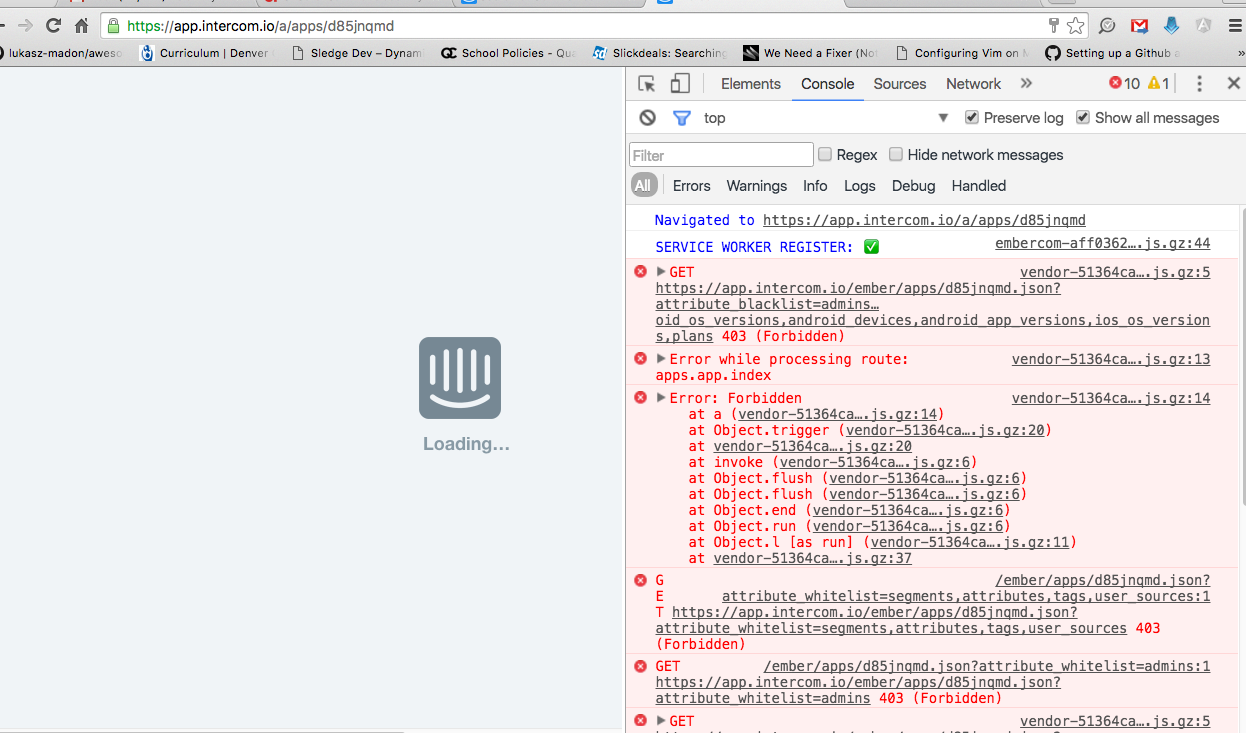 https://app.intercom.io/a/apps/d85jnqmd
lukasz-madon/aweso
Curriculum | Denver
Sledge Dev – Dynami
School Policies - Qua
Slickdeals: Searching
We Need a Fixer (Not
Configuring Vim on M
Setting up a Github a
»
Loading...
Elements Console Sources Network » 10 1
top Preserve log Show all messages
Filter Regex Hide network messages
All Errors Warnings Info Logs Debug Handled
Navigated to https://app.intercom.io/a/apps/d85jnqmd
SERVICE WORKER REGISTER: ✅ embercom-aff0362….js.gz:44
▶GET vendor-51364ca….js.gz:5
https://app.intercom.io/ember/apps/d85jnqmd.json?
attribute_blacklist=admins…
oid_os_versions,android_devices,android_app_versions,ios_os_version
s,plans 403 (Forbidden)
▶Error while processing route: vendor-51364ca….js.gz:13
apps.app.index
▶Error: Forbidden vendor-51364ca….js.gz:14
at a (vendor-51364ca….js.gz:14)
at Object.trigger (vendor-51364ca….js.gz:20)
at vendor-51364ca….js.gz:20
at invoke (vendor-51364ca….js.gz:6)
at Object.flush (vendor-51364ca….js.gz:6)
at Object.flush (vendor-51364ca….js.gz:6)
at Object.end (vendor-51364ca….js.gz:6)
at Object.run (vendor-51364ca….js.gz:6)
at Object.l [as run] (vendor-51364ca….js.gz:11)
at vendor-51364ca….js.gz:37
G /ember/apps/d85jnqmd.json?
E attribute_whitelist=segments,attributes,tags,user_sources:1
T https://app.intercom.io/ember/apps/d85jnqmd.json?
attribute_whitelist=segments,attributes,tags,user_sources 403
(Forbidden)
GET /ember/apps/d85jnqmd.json?attribute_whitelist=admins:1
https://app.intercom.io/ember/apps/d85jnqmd.json?
attribute_whitelist=admins 403 (Forbidden)
▶GET vendor-51364ca….js.gz:5